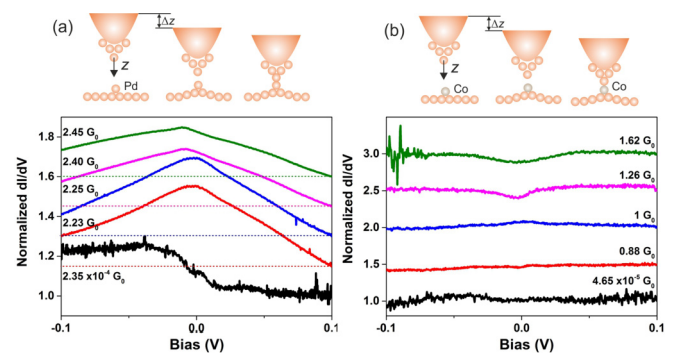 (a)
Δz
z
Pd
1.8
1.6
1.4
1.2
1.0
Normalized dI/dV
2.45 G₀
2.40 G₀
2.25 G₀
2.23 G₀
2.35 x10⁻⁴ G₀
-0.1
0.0
0.1
Bias (V)
(b)
Δz
z
Co
Co
3.0
2.5
2.0
1.5
1.0
Normalized dI/dV
1.62 G₀
1.26 G₀
1 G₀
0.88 G₀
4.65 x10⁻⁵ G₀
-0.1
0.0
0.1
Bias (V)